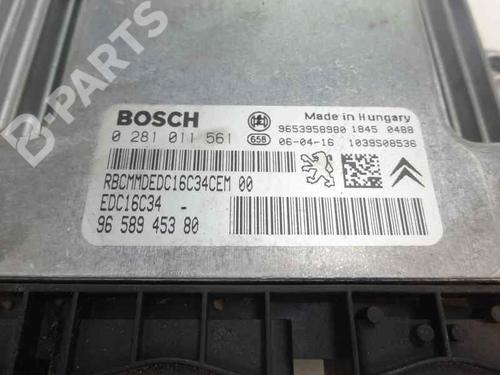 B-PARTS
BOSCH
Made in Hungary
9653958980 1845 0488
0 281 011 561
658
06-04-16 1039S08536
RBCMMDEDC16C34CEM 00
EDC16C34 -
96 589 453 80